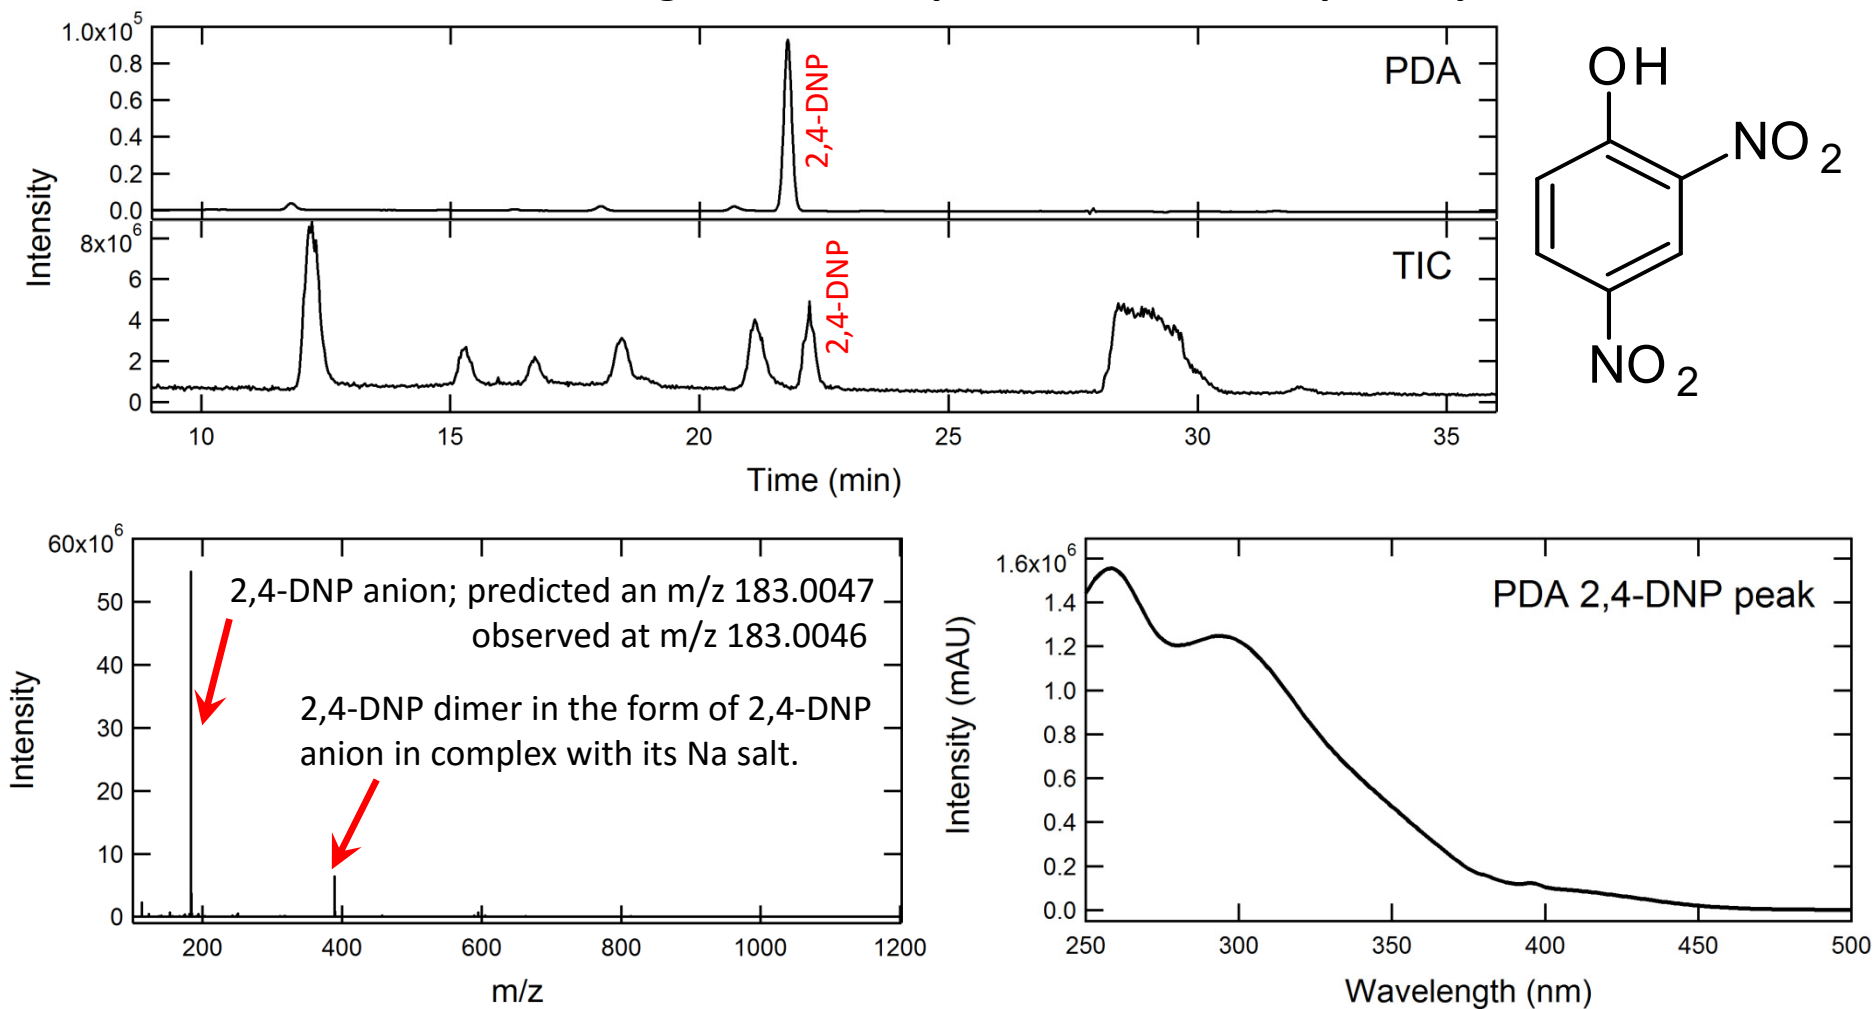 1.0x10^5
0.8
0.6
0.4
0.2
0.0
PDA
2,4-DNP
Intensity
8x10^6
6
4
2
0
TIC
2,4-DNP
10 15 20 25 30 35
Time (min)
OH
NO2
NO2
60x10^6
50
40
30
20
10
0
Intensity
2,4-DNP anion; predicted an m/z 183.0047
observed at m/z 183.0046
2,4-DNP dimer in the form of 2,4-DNP
anion in complex with its Na salt.
200 400 600 800 1000 1200
m/z
1.6x10^6
1.4
1.2
1.0
0.8
0.6
0.4
0.2
0.0
Intensity (mAU)
PDA 2,4-DNP peak
250 300 350 400 450 500
Wavelength (nm)